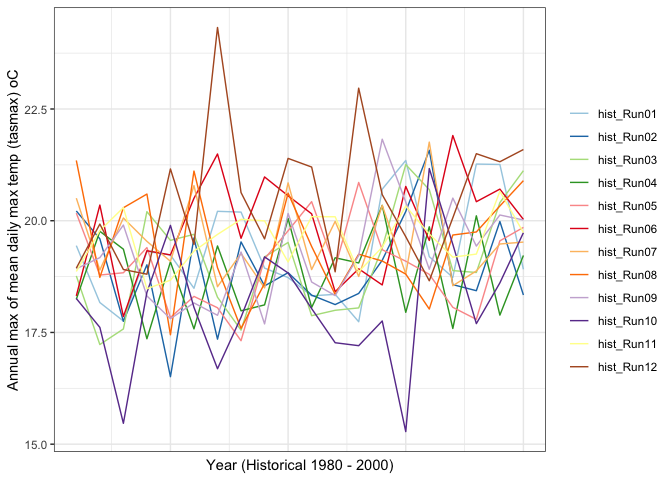 Annual max of mean daily max temp (tasmax) oC
22.5
20.0
17.5
15.0
Year (Historical 1980 - 2000)
hist_Run01
hist_Run02
hist_Run03
hist_Run04
hist_Run05
hist_Run06
hist_Run07
hist_Run08
hist_Run09
hist_Run10
hist_Run11
hist_Run12